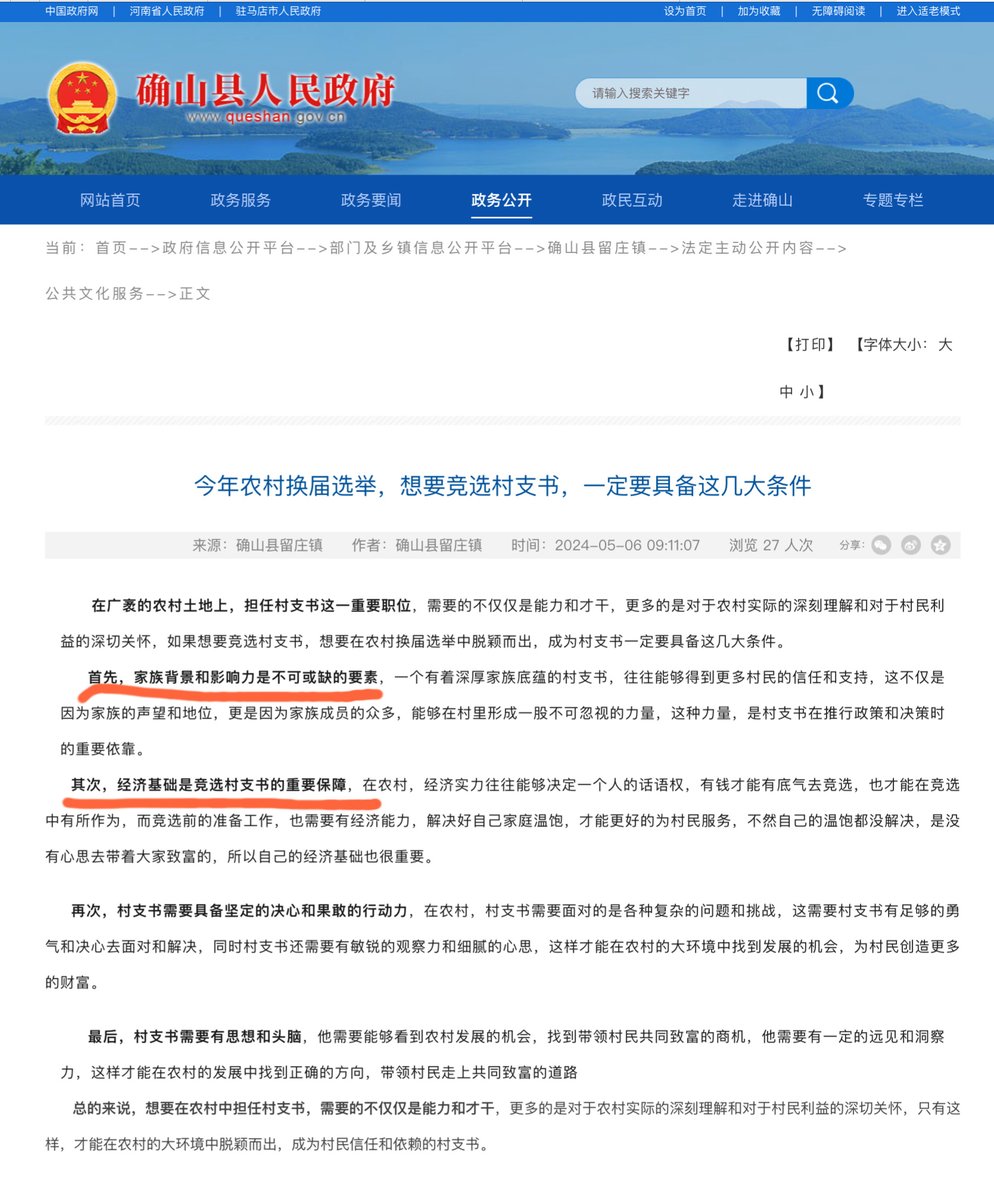 中国政府网 | 河南省人民政府 | 驻马店市人民政府 设为首页 | 加为收藏 | 无障碍阅读 | 进入适老模式
确山县人民政府
www.queshan.gov.cn
请输入搜索关键字
网站首页 政务服务 政务要闻 政务公开 政民互动 走进确山 专题专栏
当前：首页-->政府信息公开平台-->部门及乡镇信息公开平台-->确山县留庄镇-->法定主动公开内容-->
公共文化服务-->正文
【打印】 【字体大小：大
中 小】
今年农村换届选举，想要竞选村支书，一定要具备这几大条件
来源：确山县留庄镇 作者：确山县留庄镇 时间：2024-05-06 09:11:07 浏览 27 人次 分享：
在广袤的农村土地上，担任村支书这一重要职位，需要的不仅仅是能力和才干，更多的是对于农村实际的深刻理解和对于村民利
益的深切关怀，如果想要竞选村支书，想要在农村换届选举中脱颖而出，成为村支书一定要具备这几大条件。
首先，家族背景和影响力是不可或缺的要素，一个有着深厚家族底蕴的村支书，往往能够得到更多村民的信任和支持，这不仅是
因为家族的声望和地位，更是因为家族成员的众多，能够在村里形成一股不可忽视的力量，这种力量，是村支书在推行政策和决策时
的重要依靠。
其次，经济基础是竞选村支书的重要保障，在农村，经济实力往往能够决定一个人的话语权，有钱才能有底气去竞选，也才能在竞选
中有所作为，而竞选前的准备工作，也需要有经济能力，解决好自己家庭温饱，才能更好的为村民服务，不然自己的温饱都没解决，是没
有心思去带着大家致富的，所以自己的经济基础也很重要。
再次，村支书需要具备坚定的决心和果敢的行动力，在农村，村支书需要面对的是各种复杂的问题和挑战，这需要村支书有足够的勇
气和决心去面对和解决，同时村支书还需要有敏锐的观察力和细腻的心思，这样才能在农村的大环境中找到发展的机会，为村民创造更多
的财富。
最后，村支书需要有思想和头脑，他需要能够看到农村发展的机会，找到带领村民共同致富的商机，他需要有一定的远见和洞察
力，这样才能在农村的发展中找到正确的方向，带领村民走上共同致富的道路
总的来说，想要在农村中担任村支书，需要的不仅仅是能力和才干，更多的是对于农村实际的深刻理解和对于村民利益的深切关怀，只有这
样，才能在农村的大环境中脱颖而出，成为村民信任和依赖的村支书。